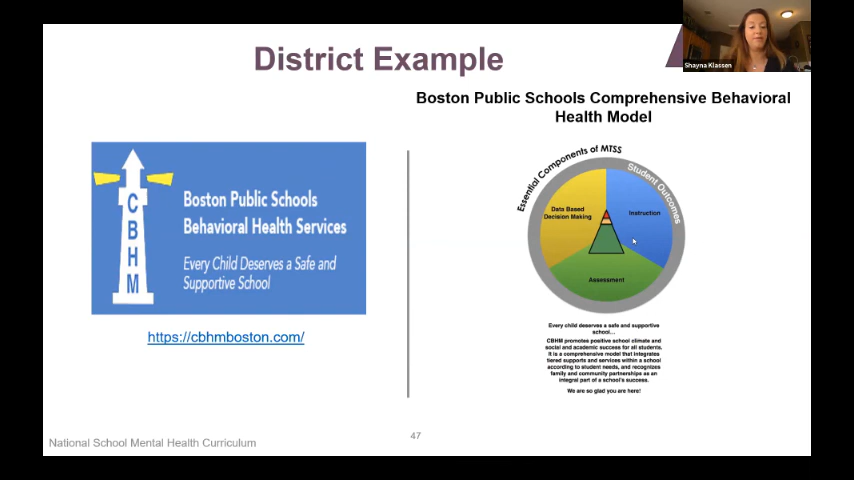 District Example
Shayna Klassen
Boston Public Schools Comprehensive Behavioral
Health Model
C
B
H
M
Boston Public Schools
Behavioral Health Services
Every Child Deserves a Safe and
Supportive School
https://cbhmboston.com/
Essential Components of MTSS
Student Outcomes
Data Based
Decision Making
Instruction
Assessment
Every child deserves a safe and supportive
school...
CBHM promotes positive school climate and
social and academic success for all students.
It is a comprehensive model that integrates
tiered supports and services within a school
according to student needs, and recognizes
family and community partnerships as an
integral part of a school's success.
We are so glad you are here!
National School Mental Health Curriculum
47